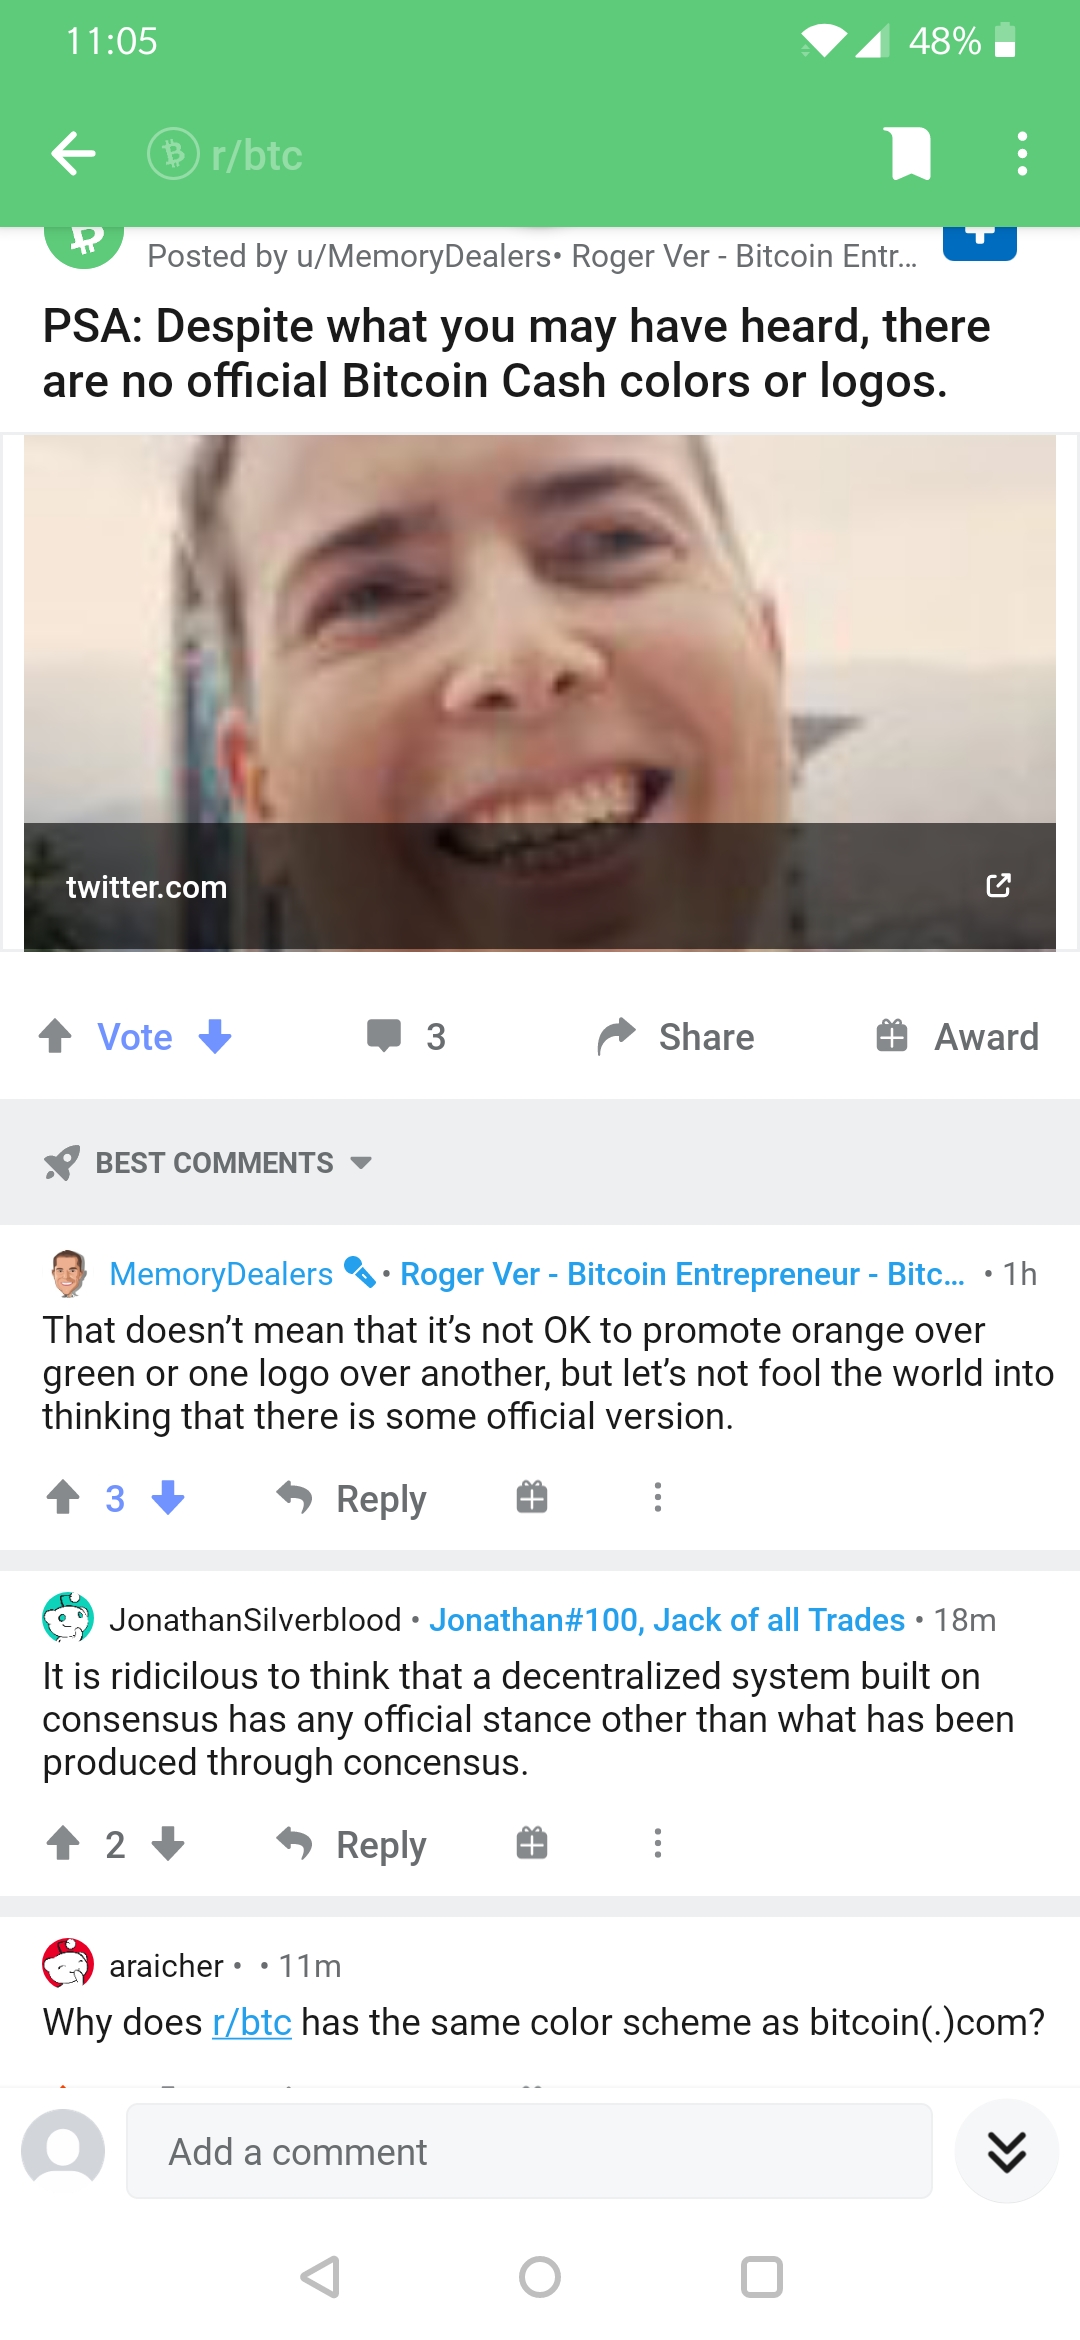 11:05
48%
r/btc
Posted by u/MemoryDealers• Roger Ver - Bitcoin Entr...
PSA: Despite what you may have heard, there
are no official Bitcoin Cash colors or logos.
twitter.com
Vote
3
Share
Award
BEST COMMENTS
MemoryDealers • Roger Ver - Bitcoin Entrepreneur - Bitc... • 1h
That doesn’t mean that it’s not OK to promote orange over
green or one logo over another, but let’s not fool the world into
thinking that there is some official version.
3
Reply
JonathanSilverblood • Jonathan#100, Jack of all Trades • 18m
It is ridicilous to think that a decentralized system built on
consensus has any official stance other than what has been
produced through concensus.
2
Reply
araicher • • 11m
Why does r/btc has the same color scheme as bitcoin(.)com?
Add a comment